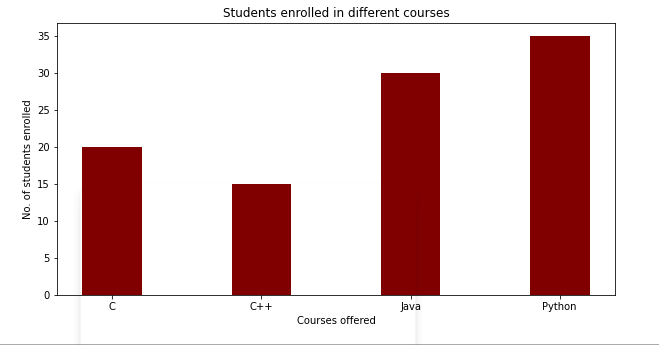 Students enrolled in different courses
No. of students enrolled
35
30
25
20
15
10
5
0
C C++ Java Python
Courses offered